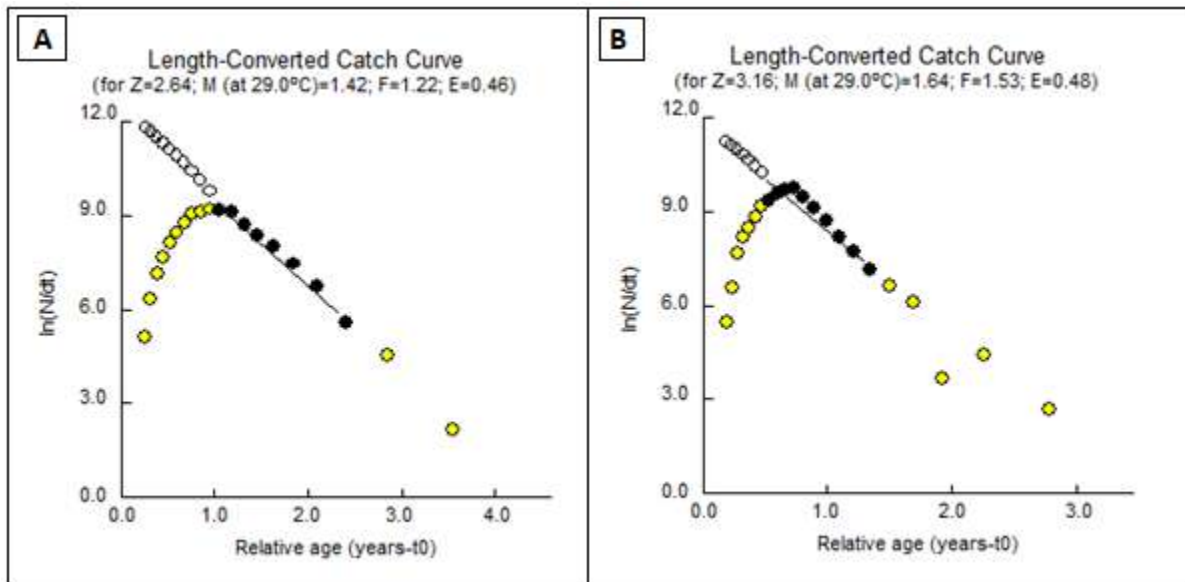 A
Length-Converted Catch Curve
(for Z=2.64; M (at 29.0ºC)=1.42; F=1.22; E=0.46)
12.0
9.0
6.0
3.0
0.0
ln(N/dt)
0.0 1.0 2.0 3.0 4.0
Relative age (years-t0)
B
Length-Converted Catch Curve
(for Z=3.16; M (at 29.0ºC)=1.64; F=1.53; E=0.48)
12.0
9.0
6.0
3.0
0.0
ln(N/dt)
0.0 1.0 2.0 3.0
Relative age (years-t0)